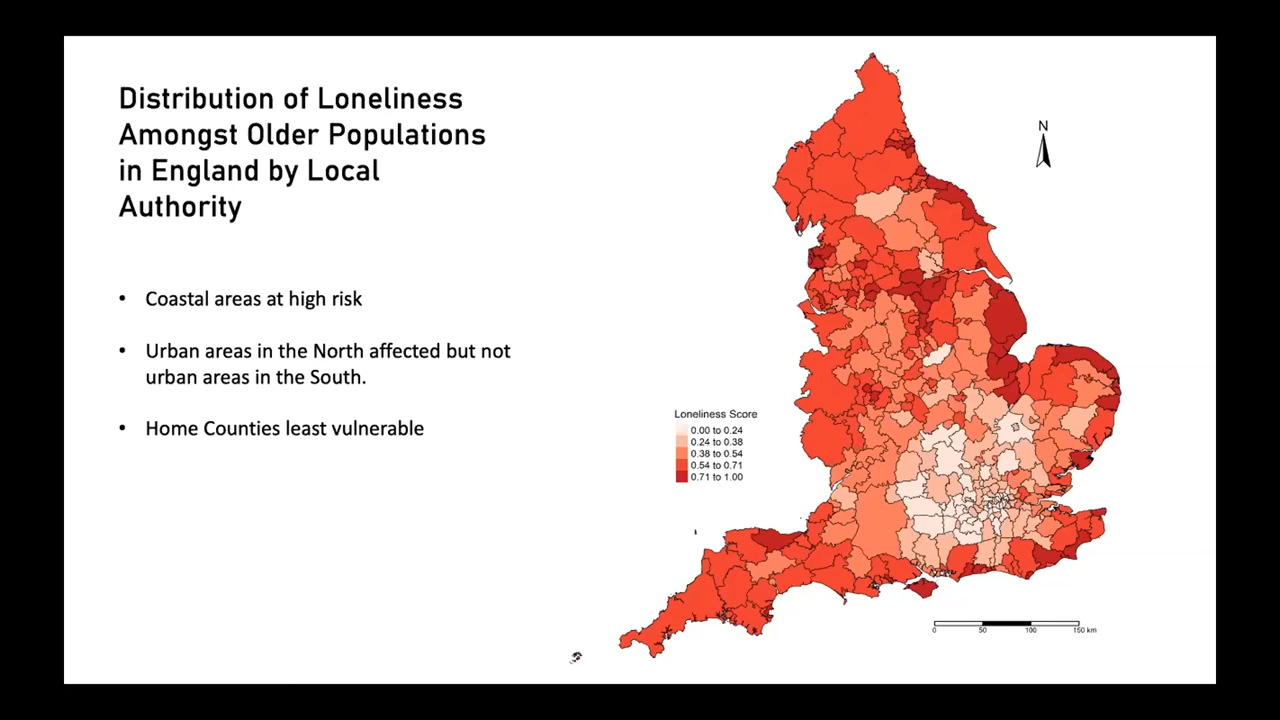 Distribution of Loneliness
Amongst Older Populations
in England by Local
Authority
• Coastal areas at high risk
• Urban areas in the North affected but not
urban areas in the South.
• Home Counties least vulnerable
N
Loneliness Score
0.00 to 0.24
0.24 to 0.38
0.38 to 0.54
0.54 to 0.71
0.71 to 1.00
0 50 100 150 km